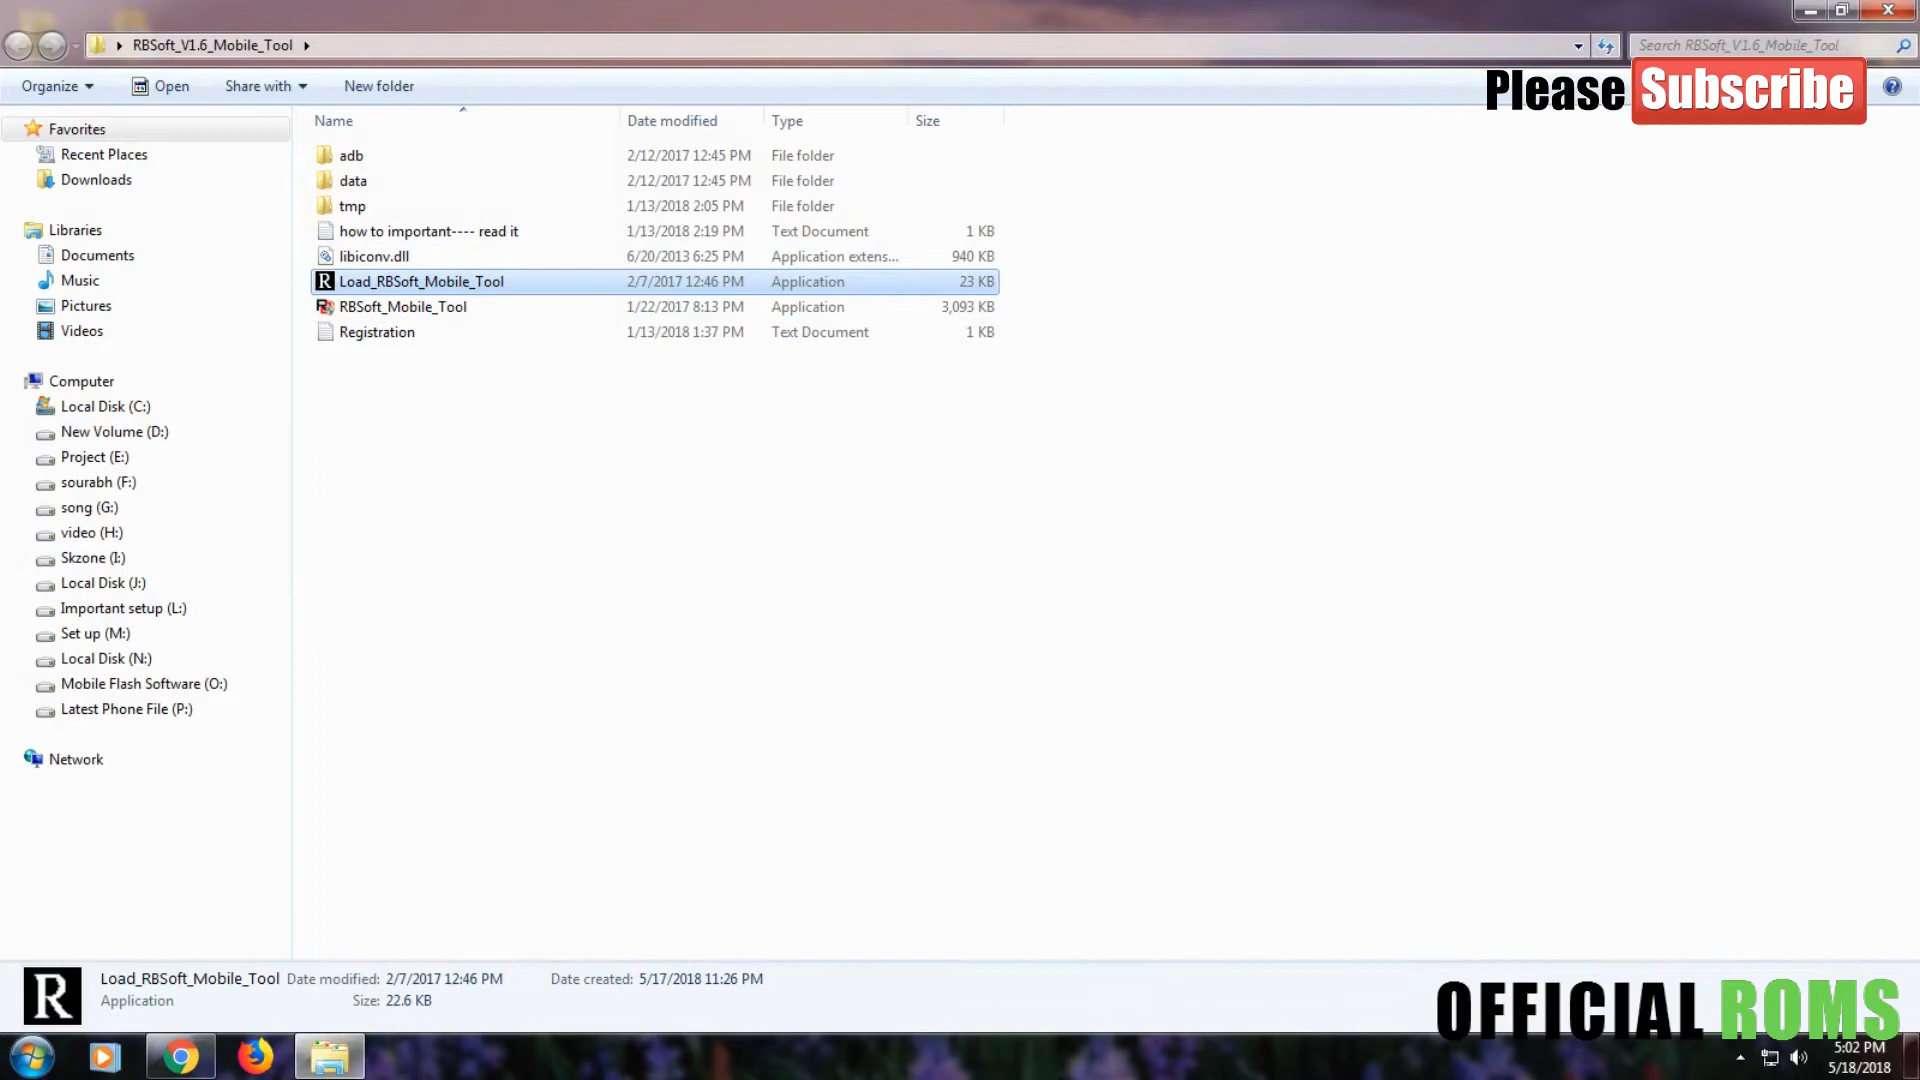 RBSoft_V1.6_Mobile_Tool
Search RBSoft_V1.6_Mobile_Tool
Organize Open Share with New folder
Please Subscribe
Name Date modified Type Size
Favorites
Recent Places
Downloads
Libraries
Documents
Music
Pictures
Videos
Computer
Local Disk (C:)
New Volume (D:)
Project (E:)
sourabh (F:)
song (G:)
video (H:)
Skzone (I:)
Local Disk (J:)
Important setup (L:)
Set up (M:)
Local Disk (N:)
Mobile Flash Software (O:)
Latest Phone File (P:)
Network
adb 2/12/2017 12:45 PM File folder
data 2/12/2017 12:45 PM File folder
tmp 1/13/2018 2:05 PM File folder
how to important---- read it 1/13/2018 2:19 PM Text Document 1 KB
libiconv.dll 6/20/2013 6:25 PM Application extens... 940 KB
Load_RBSoft_Mobile_Tool 2/7/2017 12:46 PM Application 23 KB
RBSoft_Mobile_Tool 1/22/2017 8:13 PM Application 3,093 KB
Registration 1/13/2018 1:37 PM Text Document 1 KB
R
Load_RBSoft_Mobile_Tool Date modified: 2/7/2017 12:46 PM Date created: 5/17/2018 11:26 PM
Application Size: 22.6 KB
OFFICIAL ROMS
5:02 PM
5/18/2018